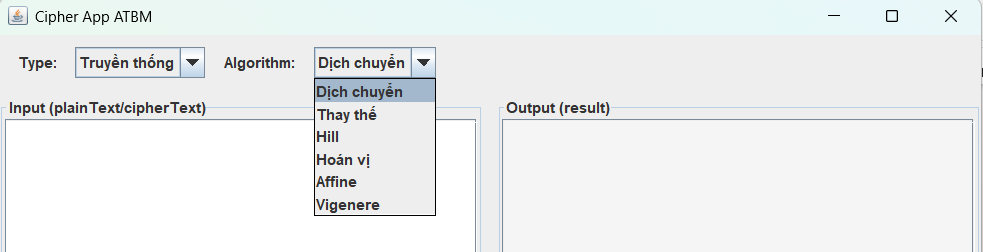 Cipher App ATBM
Type: Truyền thống Algorithm: Dịch chuyển
Dịch chuyển
Input (plainText/cipherText) Output (result)
Thay thế
Hill
Hoán vị
Affine
Vigenere